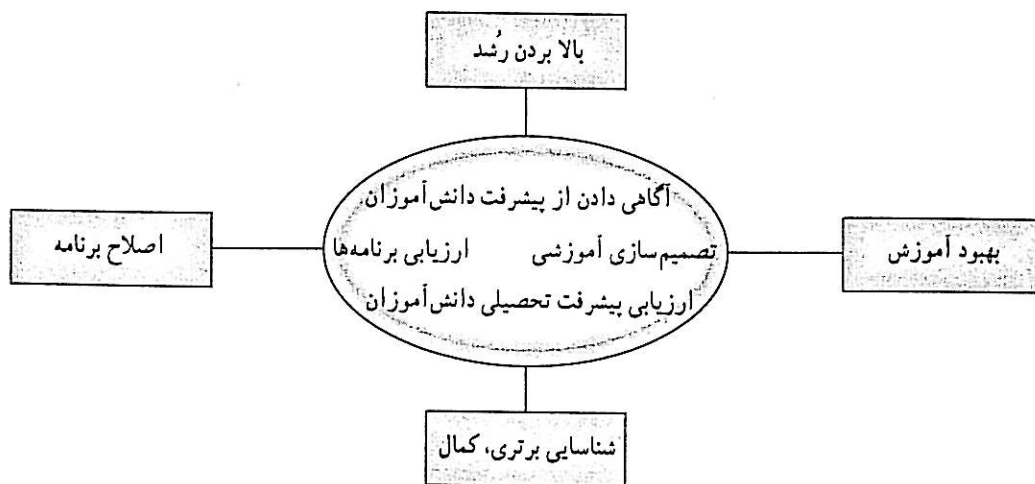 بالا بردن رُشد
آگاهی دادن از پیشرفت دانش‌آموزان
بهبود آموزش
تصمیم‌سازی آموزشی
ارزیابی برنامه‌ها
اصلاح برنامه
ارزیابی پیشرفت تحصیلی دانش‌آموزان
شناسایی برتری، کمال